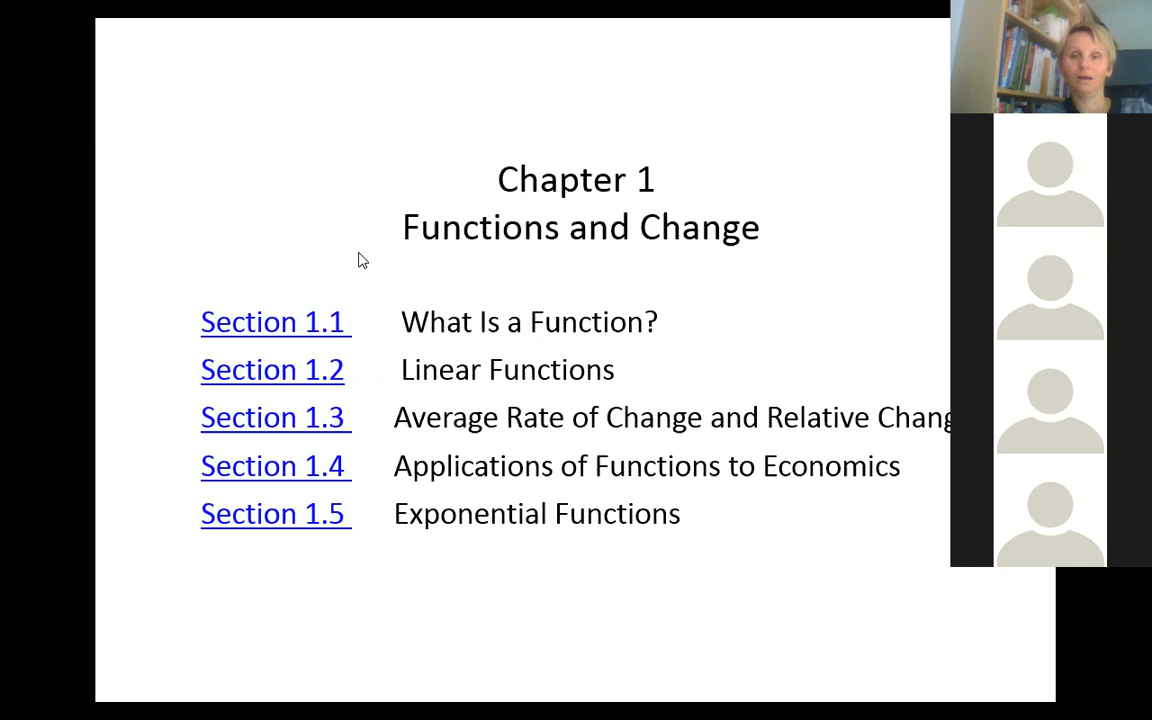 Chapter 1
Functions and Change
Section 1.1 What Is a Function?
Section 1.2 Linear Functions
Section 1.3 Average Rate of Change and Relative
Section 1.4 Applications of Functions to Economics
Section 1.5 Exponential Functions